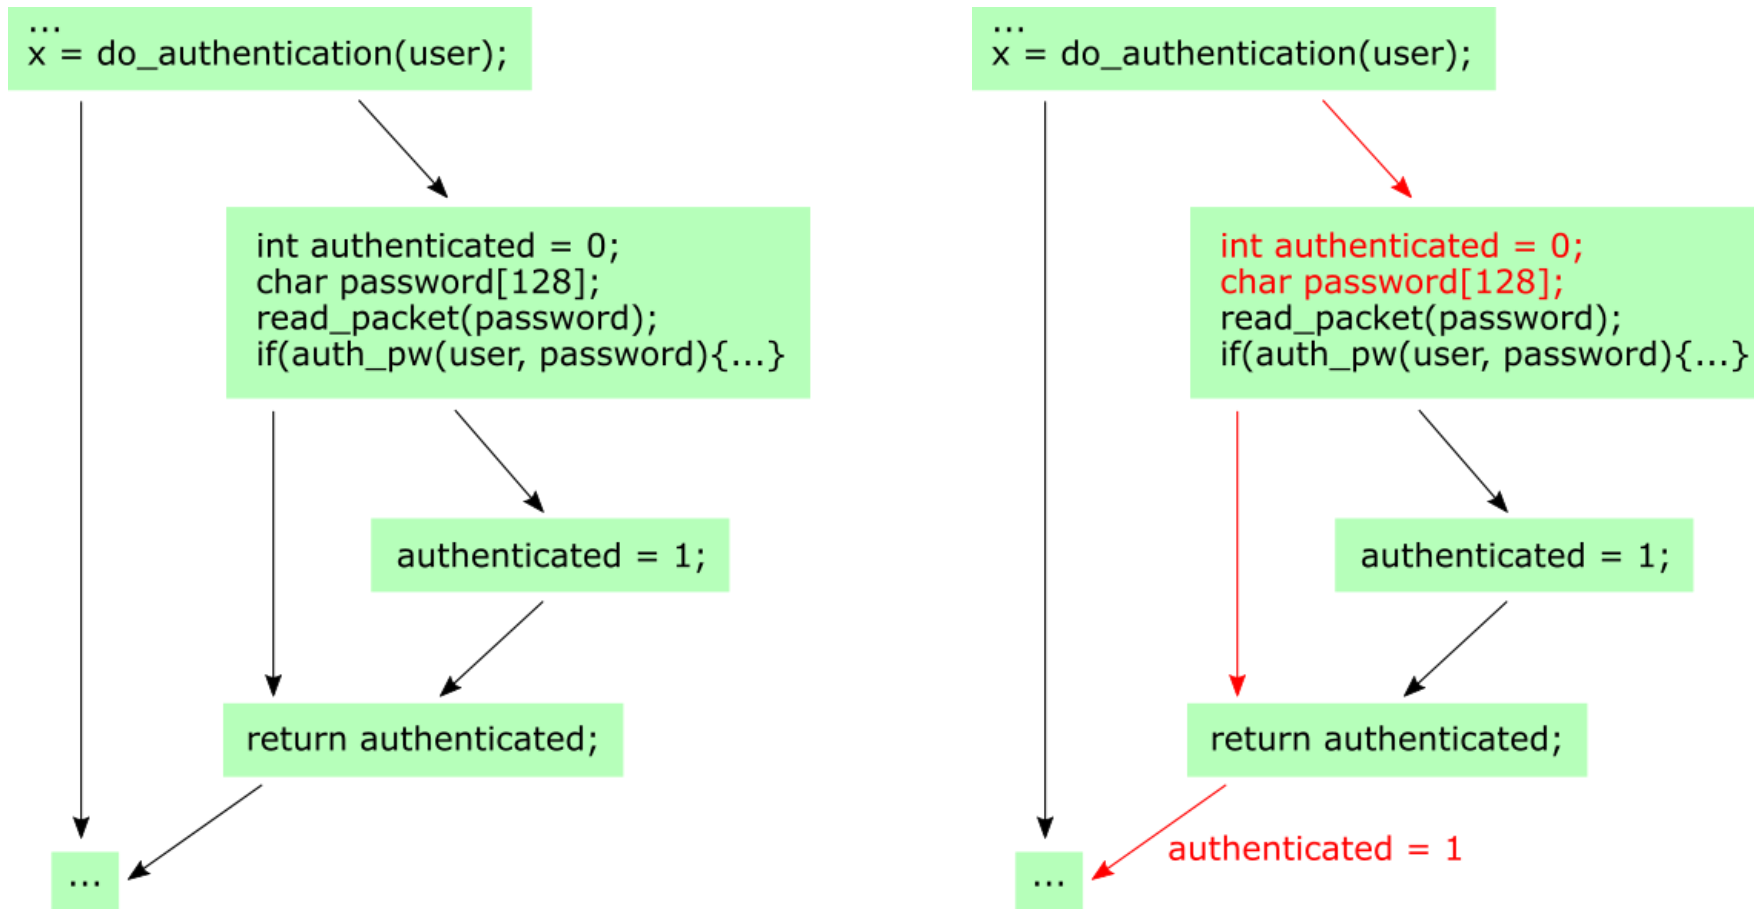 ...
x = do_authentication(user);
int authenticated = 0;
char password[128];
read_packet(password);
if(auth_pw(user, password){...}
authenticated = 1;
return authenticated;
...
...
x = do_authentication(user);
int authenticated = 0;
char password[128];
read_packet(password);
if(auth_pw(user, password){...}
authenticated = 1;
return authenticated;
authenticated = 1
...